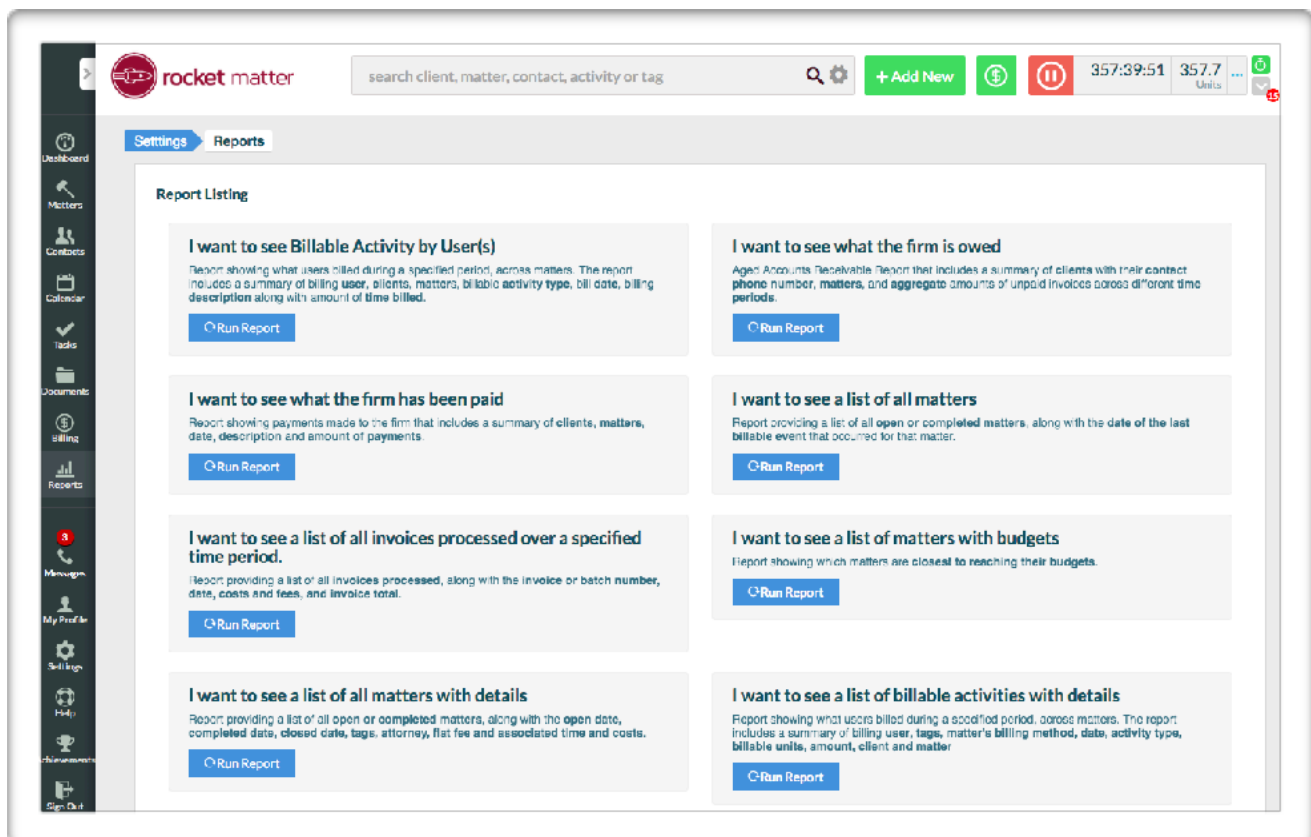 rocket matter
search client, matter, contact, activity or tag
+ Add New
357:39:51
357.7
...
Units
15
Dashboard
Matters
Contacts
Calendar
Tasks
Documents
Billing
Reports
3
Messages
My Profile
Settings
Help
chievements
Sign Out
Setttings
Reports
Report Listing
I want to see Billable Activity by User(s)
Report showing what users billed during a specified period, across matters. The report
includes a summary of billing user, clients, matters, billable activity type, bill date, billing
description along with amount of time billed.
Run Report
I want to see what the firm is owed
Aged Accounts Receivable Report that includes a summary of clients with their contact
phone number, matters, and aggregate amounts of unpaid invoices across different time
periods.
Run Report
I want to see what the firm has been paid
Report showing payments made to the firm that includes a summary of clients, matters,
date, description and amount of payments.
Run Report
I want to see a list of all matters
Report providing a list of all open or completed matters, along with the date of the last
billable event that occurred for that matter.
Run Report
I want to see a list of all invoices processed over a specified
time period.
Report providing a list of all invoices processed, along with the invoice or batch number,
date, costs and fees, and invoice total.
Run Report
I want to see a list of matters with budgets
Report showing which matters are closest to reaching their budgets.
Run Report
I want to see a list of all matters with details
Report providing a list of all open or completed matters, along with the open date,
completed date, closed date, tags, attorney, flat fee and associated time and costs.
Run Report
I want to see a list of billable activities with details
Report showing what users billed during a specified period, across matters. The report
includes a summary of billing user, tags, matter's billing method, date, activity type,
billable units, amount, client and matter
Run Report